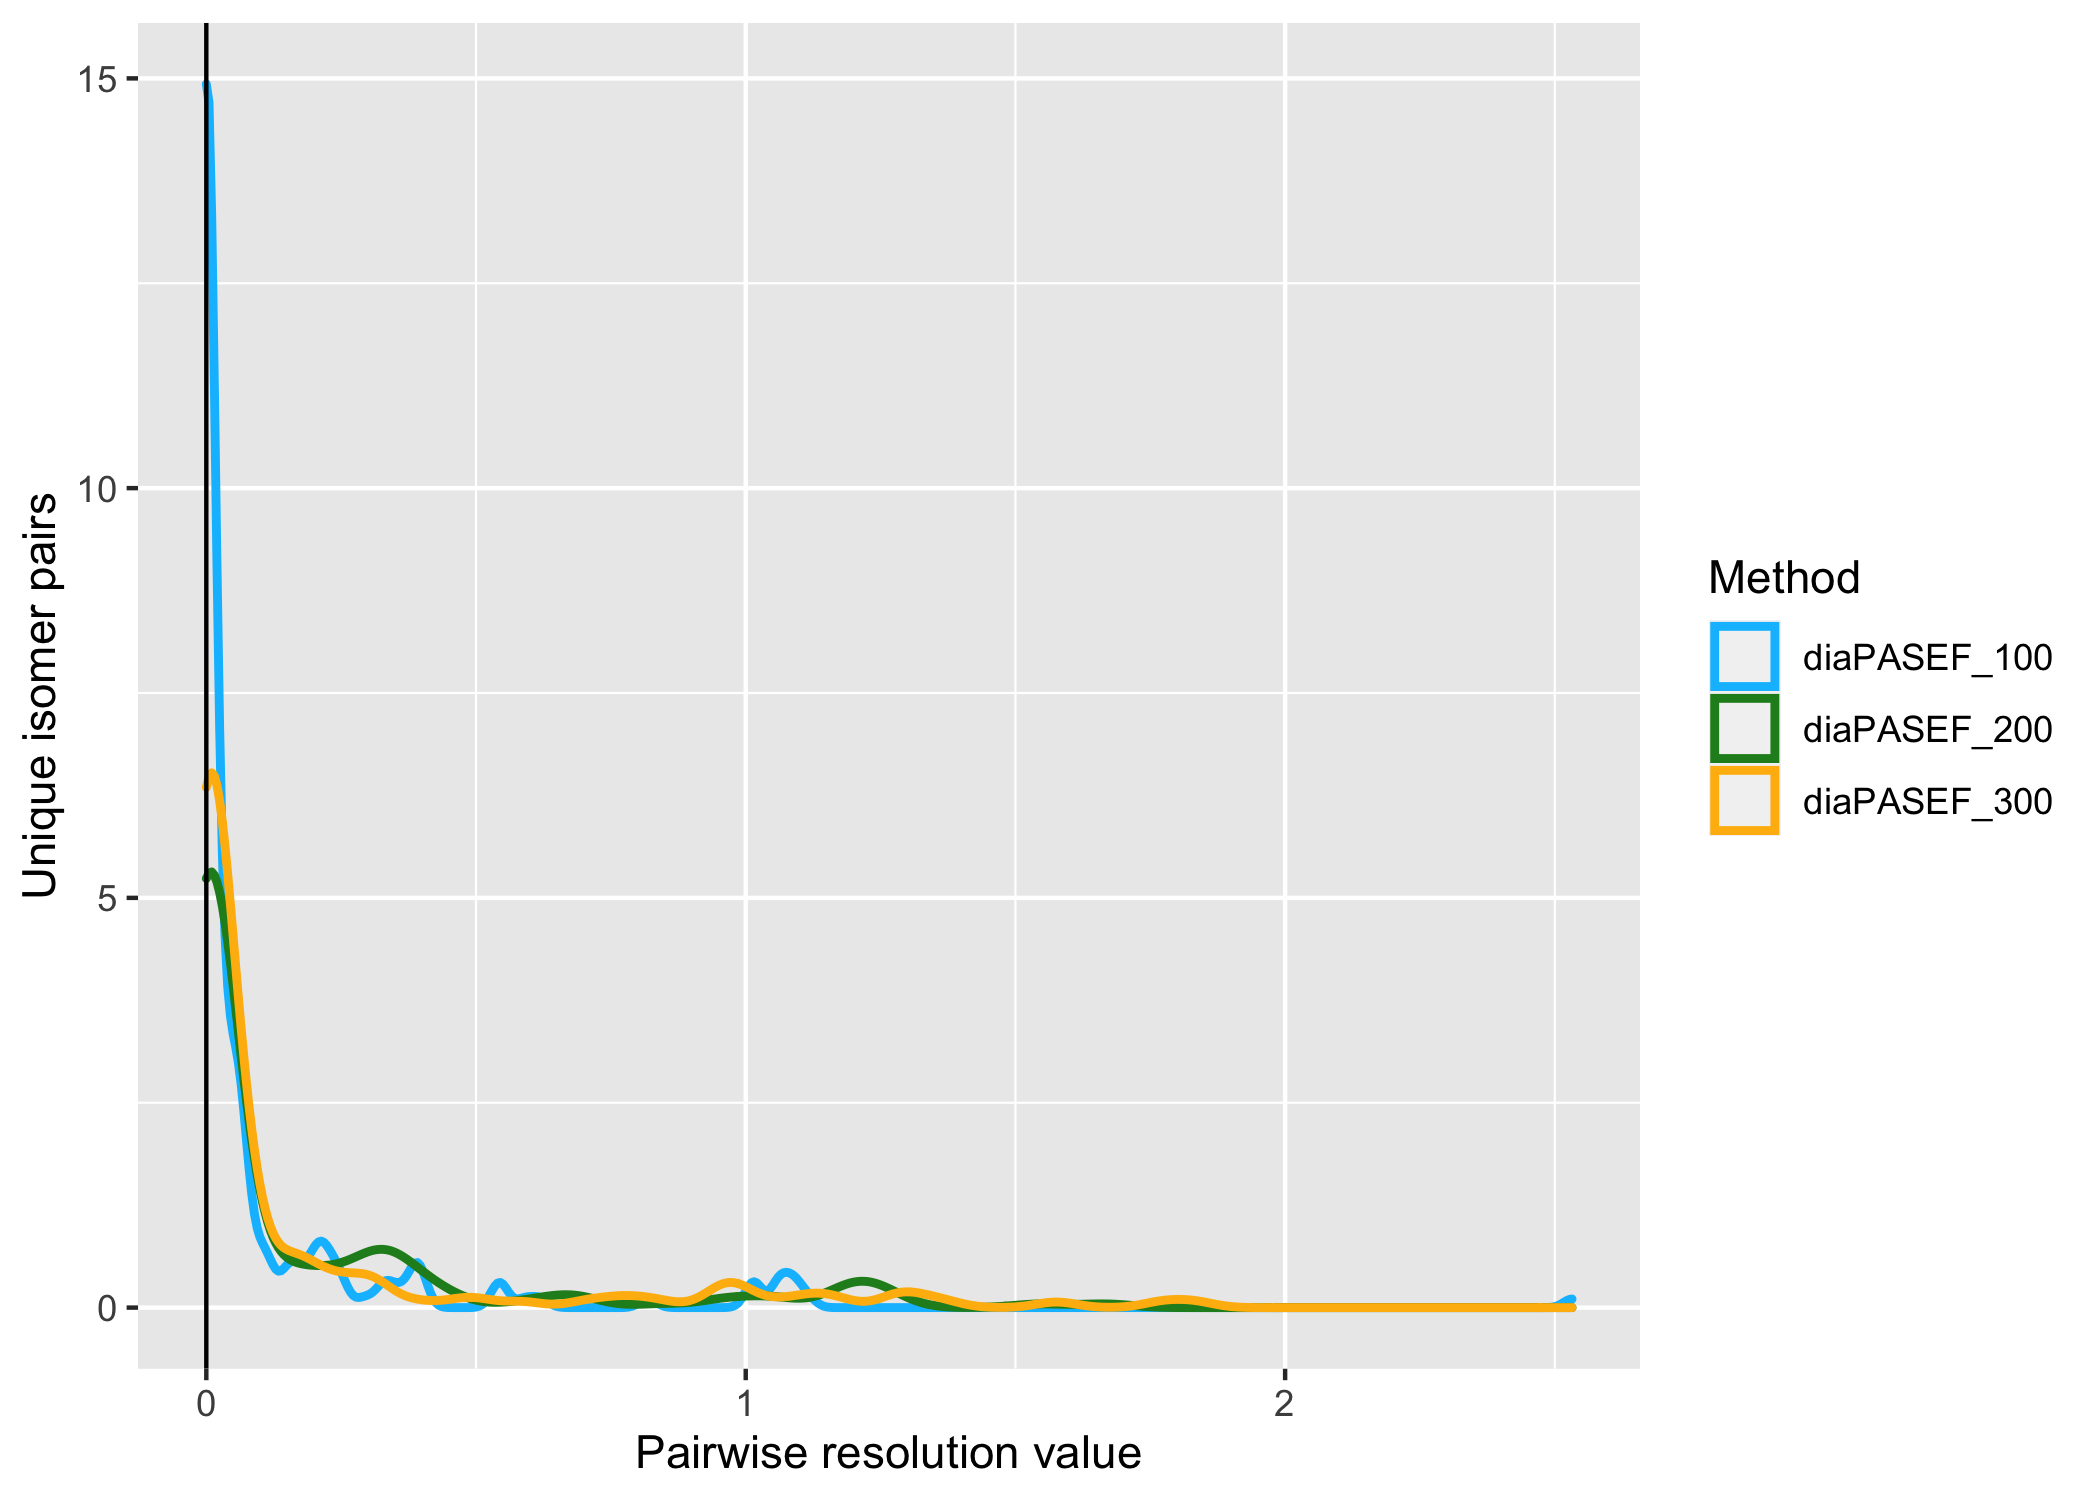 15
10
5
0
Unique isomer pairs
0
1
2
Pairwise resolution value
Method
diaPASEF_100
diaPASEF_200
diaPASEF_300